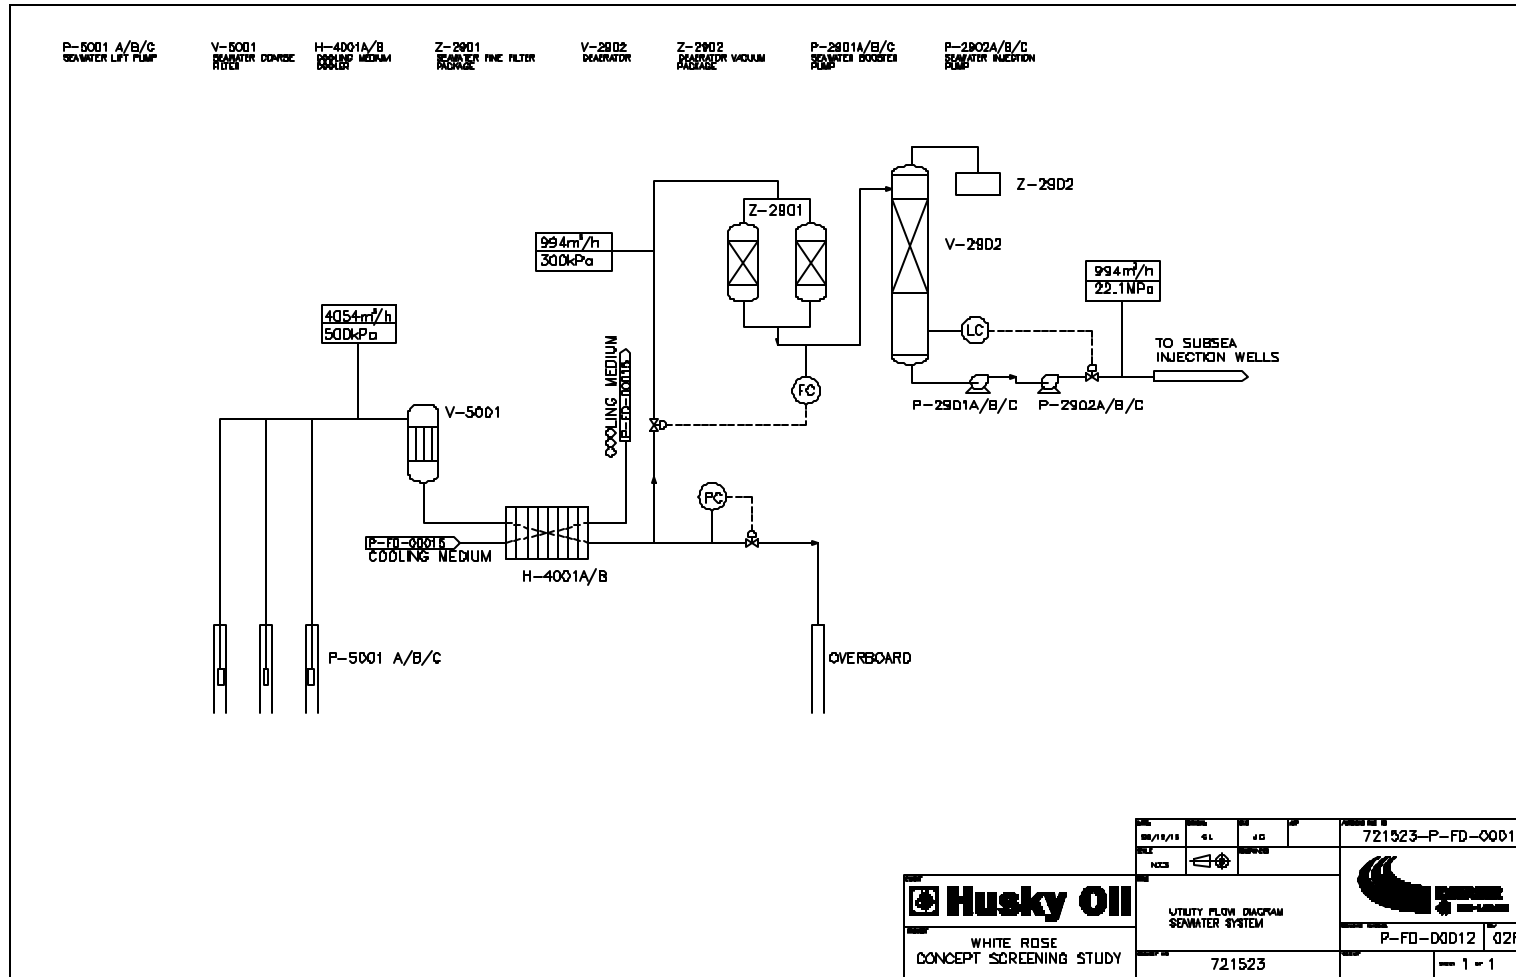 P-5001 A/B/C
SEAWATER LIFT PUMP
V-5001
SEAWATER COARSE
FILTER
H-4001A/B
COOLING MEDIUM
COOLER
Z-2901
SEAWATER FINE FILTER
PACKAGE
V-2902
DEAERATOR
Z-2902
DEAERATOR VACUUM
PACKAGE
P-2901A/B/C
SEAWATER BOOSTER
PUMP
P-2902A/B/C
SEAWATER INJECTION
PUMP
Z-2902
Z-2901
994m³/h
300kPa
V-2902
994m³/h
22.1MPa
4054m³/h
500kPa
LC
TO SUBSEA
INJECTION WELLS
COOLING MEDIUM
P-FD-00015
FC
P-2901A/B/C
P-2902A/B/C
V-5001
PC
P-FD-00015
COOLING MEDIUM
H-4001A/B
P-5001 A/B/C
OVERBOARD
721523-P-FD-0001
NTS
Husky Oil
UTILITY FLOW DIAGRAM
SEAWATER SYSTEM
WHITE ROSE
CONCEPT SCREENING STUDY
P-FD-00012
02F
721523
1 1